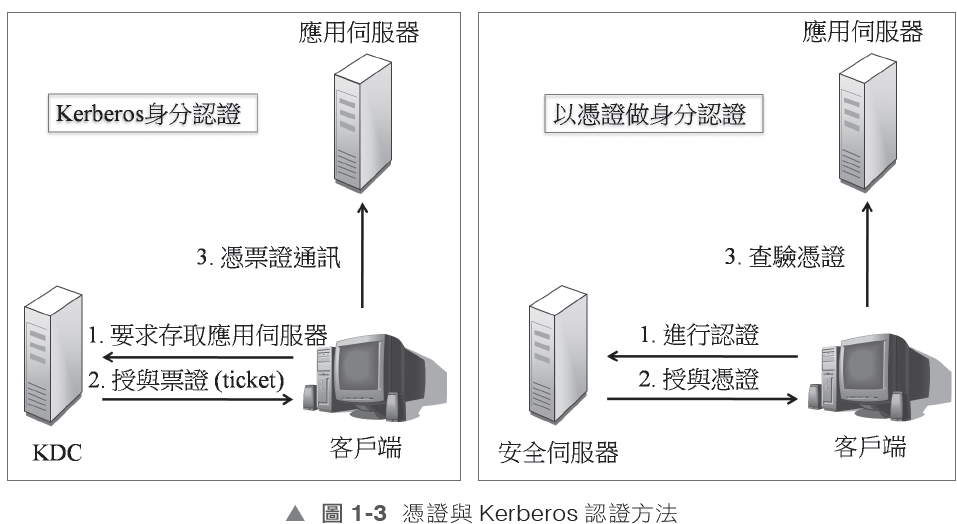 應用伺服器
Kerberos身分認證
3. 憑票證通訊
1. 要求存取應用伺服器
2. 授與票證 (ticket)
KDC
客戶端
應用伺服器
以憑證做身分認證
3. 查驗憑證
1. 進行認證
2. 授與憑證
安全伺服器
客戶端
▲ 圖 1-3 憑證與 Kerberos 認證方法